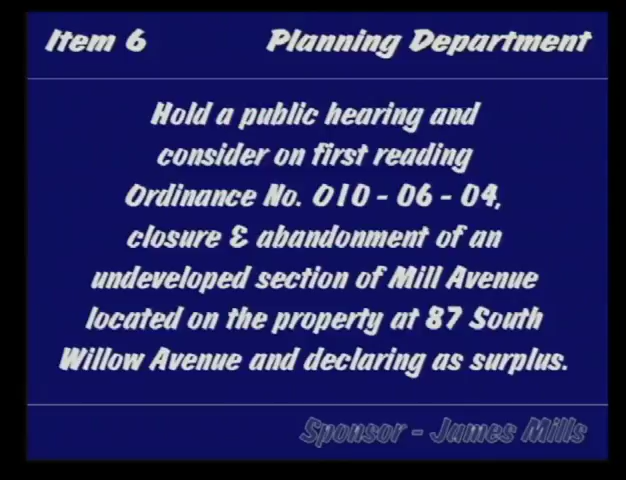 Item 6 Planning Department
Hold a public hearing and
consider on first reading
Ordinance No. 010 - 06 - 04,
closure & abandonment of an
undeveloped section of Mill Avenue
located on the property at 87 South
Willow Avenue and declaring as surplus.
Sponsor - James Mills